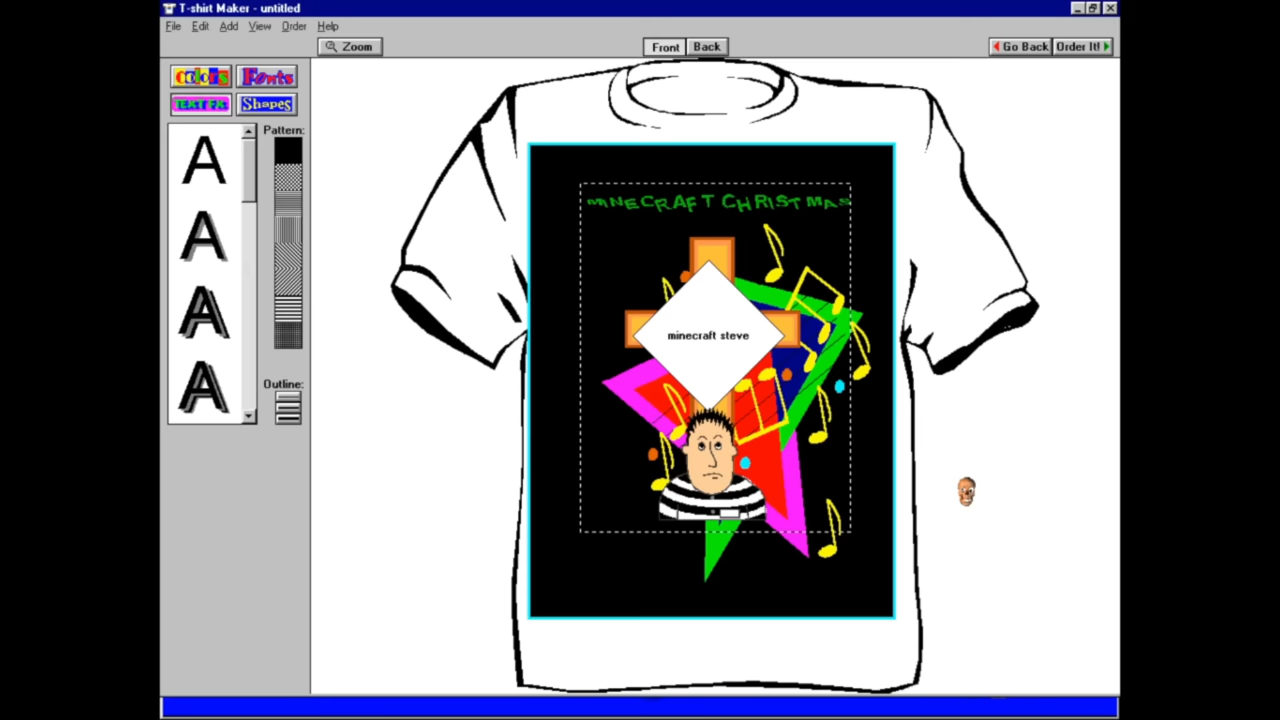 T-shirt Maker - untitled
File Edit Add View Order Help
Zoom
Front Back
Go Back Order It!
Colors Fonts
TEXT FX Shapes
Pattern:
A
A
A
A
Outline:
MINECRAFT CHRISTMAS
minecraft steve